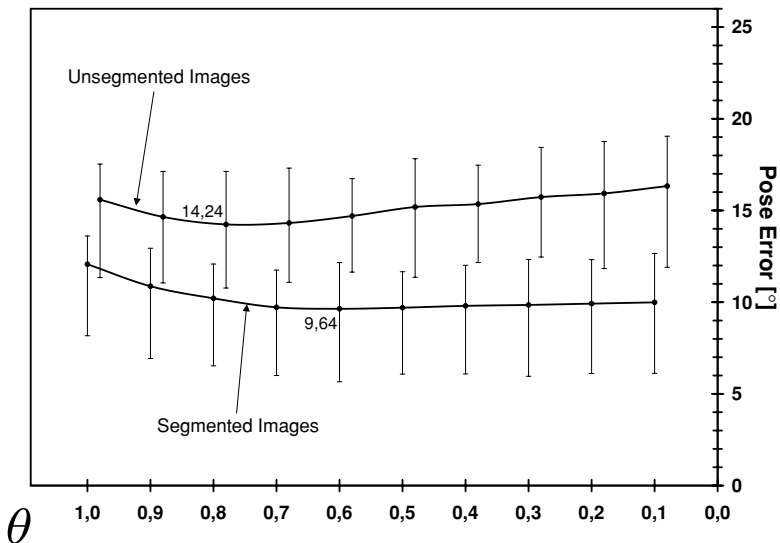 25
Unsegmented Images
20
14,24
15
Pose Error [°]
10
9,64
5
Segmented Images
0
θ 1,0 0,9 0,8 0,7 0,6 0,5 0,4 0,3 0,2 0,1 0,0